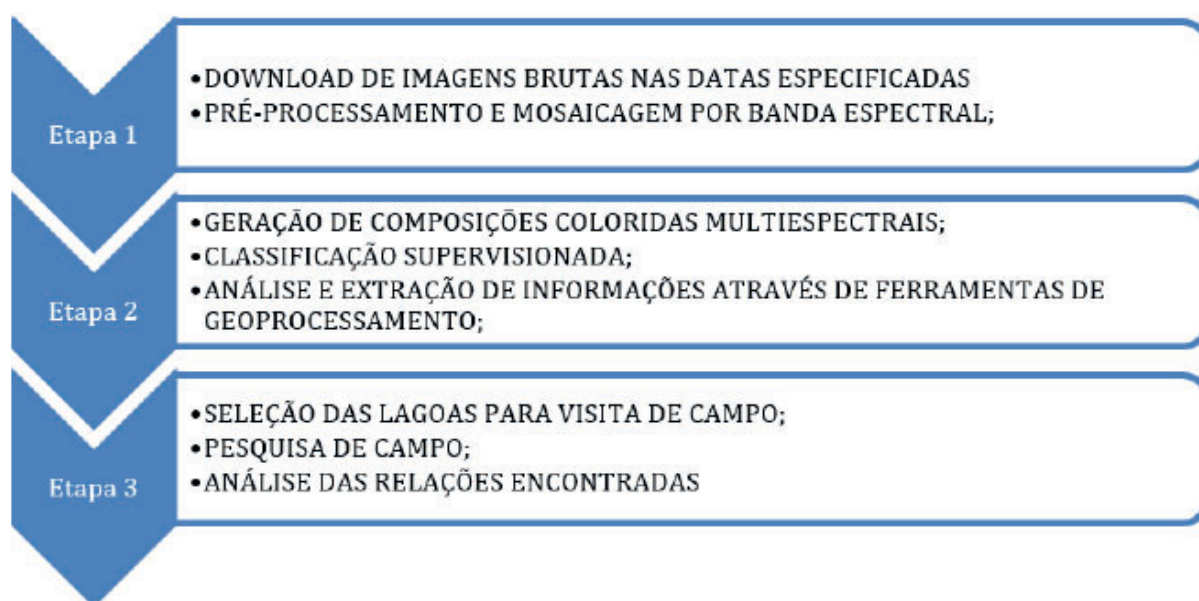 Etapa 1
•DOWNLOAD DE IMAGENS BRUTAS NAS DATAS ESPECIFICADAS
•PRÉ-PROCESSAMENTO E MOSAICAGEM POR BANDA ESPECTRAL;
Etapa 2
•GERAÇÃO DE COMPOSIÇÕES COLORIDAS MULTIESPECTRAIS;
•CLASSIFICAÇÃO SUPERVISIONADA;
•ANÁLISE E EXTRAÇÃO DE INFORMAÇÕES ATRAVÉS DE FERRAMENTAS DE
GEOPROCESSAMENTO;
Etapa 3
•SELEÇÃO DAS LAGOAS PARA VISITA DE CAMPO;
•PESQUISA DE CAMPO;
•ANÁLISE DAS RELAÇÕES ENCONTRADAS